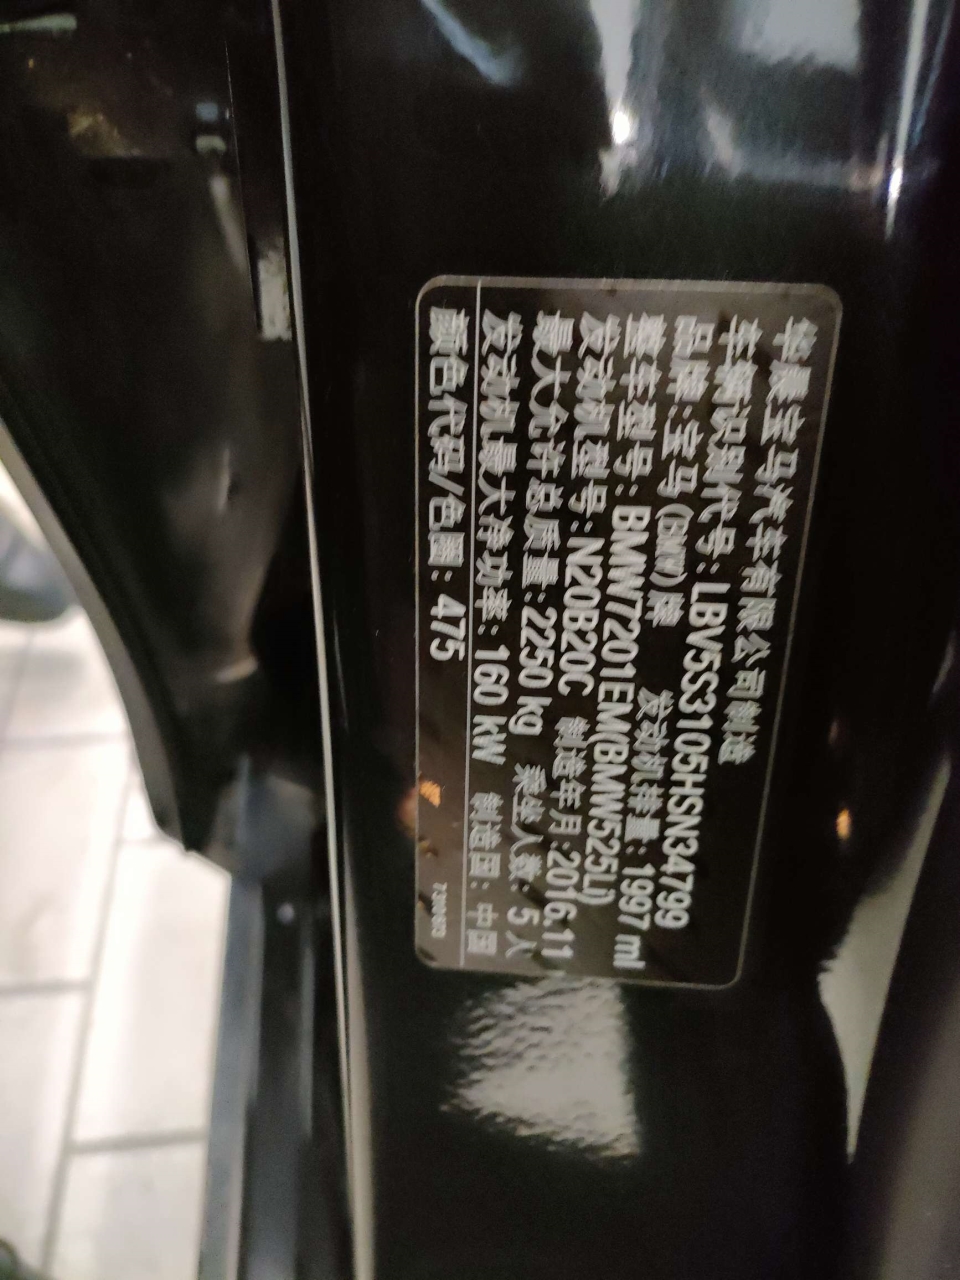 华晨宝马汽车有限公司制造
车辆识别代号：LBV5S3105HSN34799
品牌：宝马(BMW)牌 发动机排量：1997 ml
整车型号：BMW7201EM(BMW525Li)
发动机型号：N20B20C 制造年月：2016.11
最大允许总质量：2250 kg 乘坐人数：5 人
发动机最大净功率：160 kW 制造国：中国
颜色代码/色圈：475